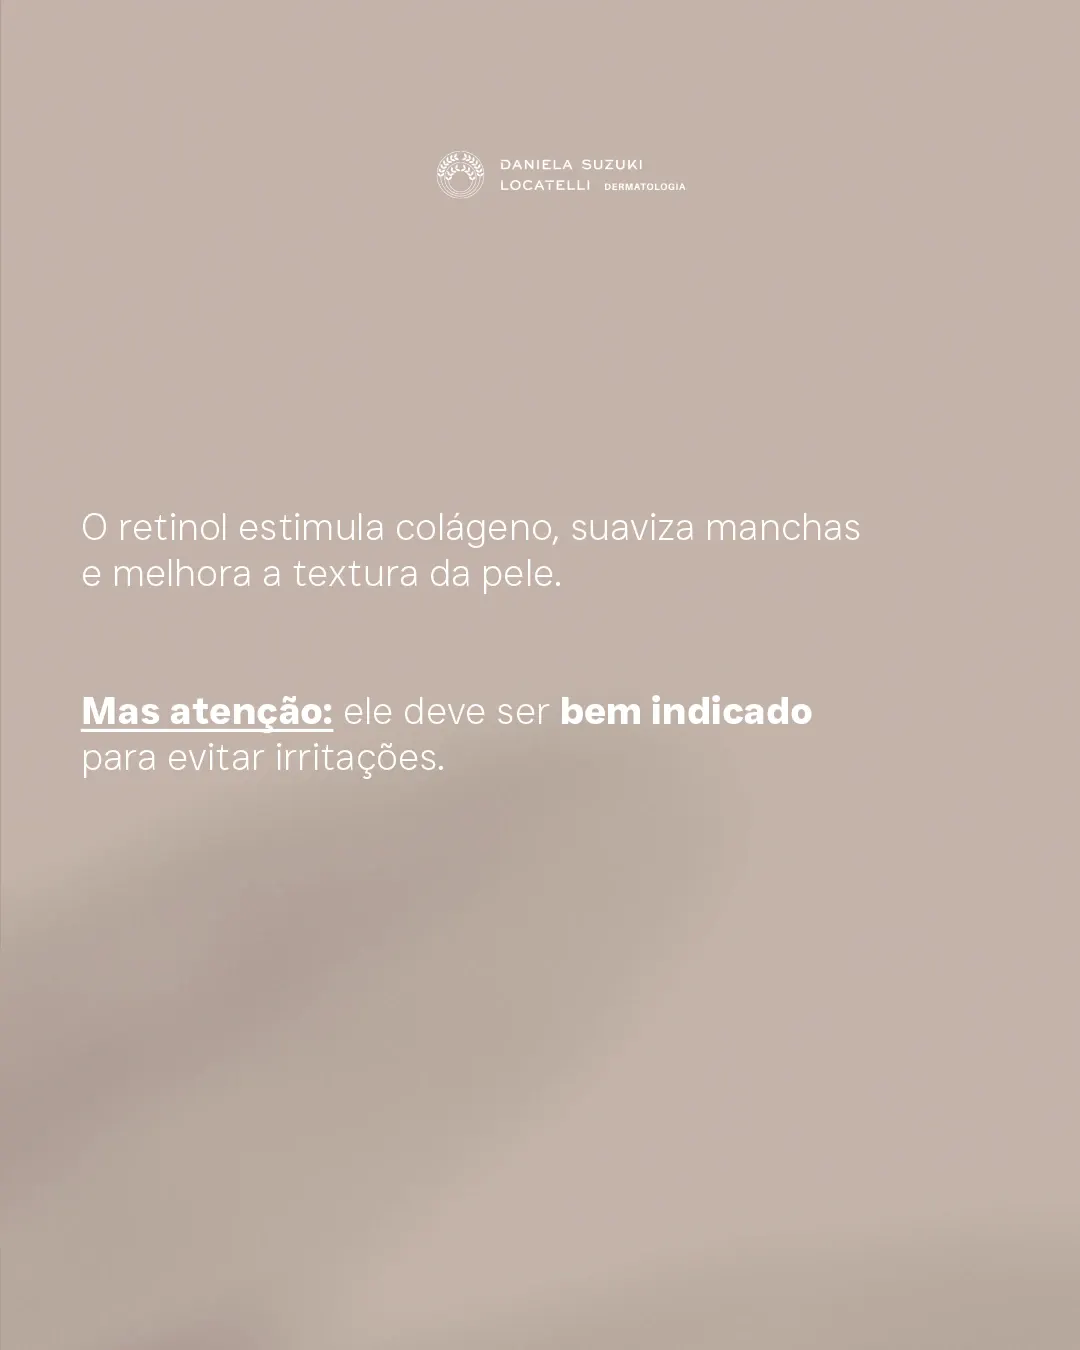 DANIELA SUZUKI
LOCATELLI DERMATOLOGIA
O retinol estimula colágeno, suaviza manchas
e melhora a textura da pele.
Mas atenção: ele deve ser bem indicado
para evitar irritações.